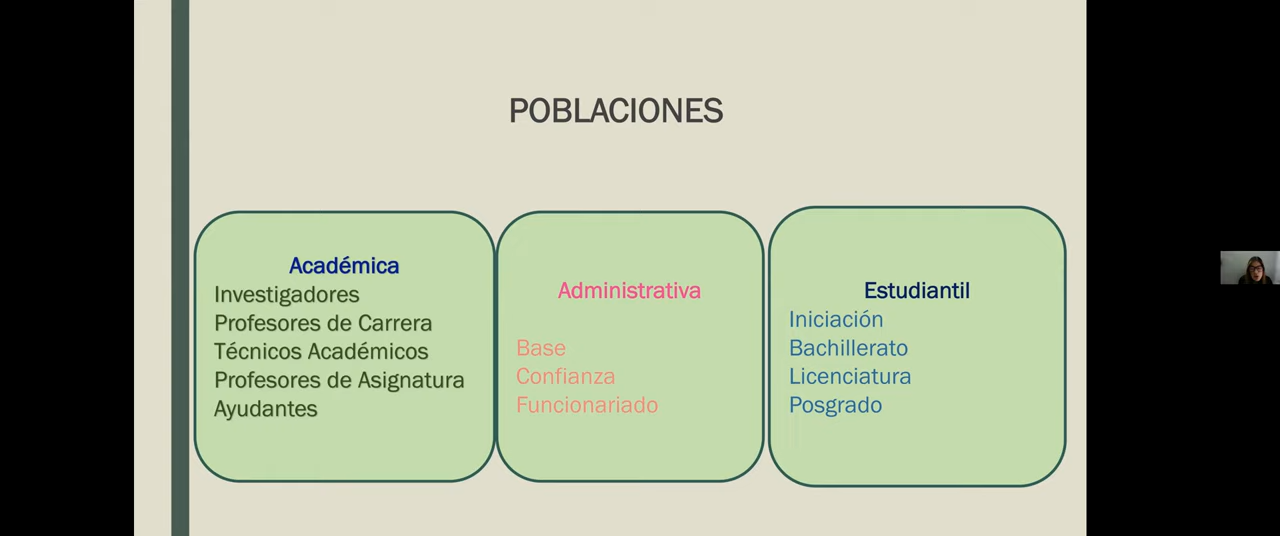 POBLACIONES
Académica
Investigadores
Profesores de Carrera
Técnicos Académicos
Profesores de Asignatura
Ayudantes
Administrativa
Base
Confianza
Funcionariado
Estudiantil
Iniciación
Bachillerato
Licenciatura
Posgrado